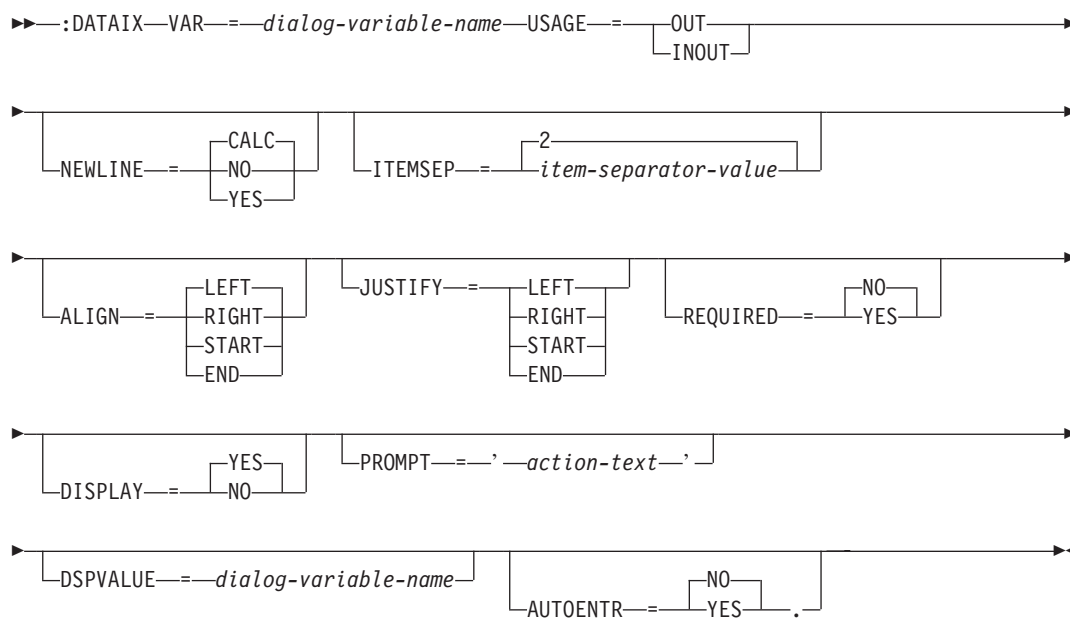 :DATAIX VAR = dialog-variable-name USAGE = OUT
INOUT
NEWLINE = CALC
NO
YES
ITEMSEP = 2
item-separator-value
ALIGN = LEFT
RIGHT
START
END
JUSTIFY = LEFT
RIGHT
START
END
REQUIRED = NO
YES
DISPLAY = YES
NO
PROMPT = ’ action-text ’
DSPVALUE = dialog-variable-name
AUTOENTR = NO
YES .